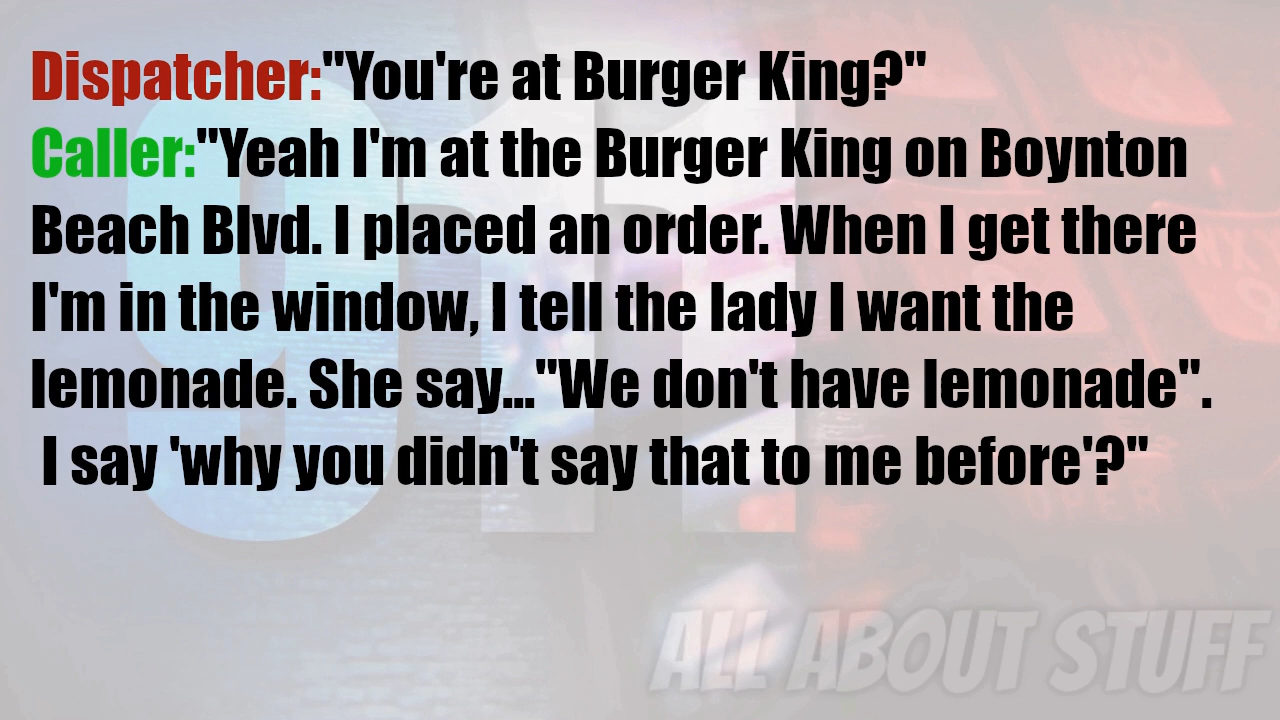 Dispatcher:"You're at Burger King?"
Caller:"Yeah I'm at the Burger King on Boynton
Beach Blvd. I placed an order. When I get there
I'm in the window, I tell the lady I want the
lemonade. She say..."We don't have lemonade".
I say 'why you didn't say that to me before'?"
911
ALL ABOUT STUFF